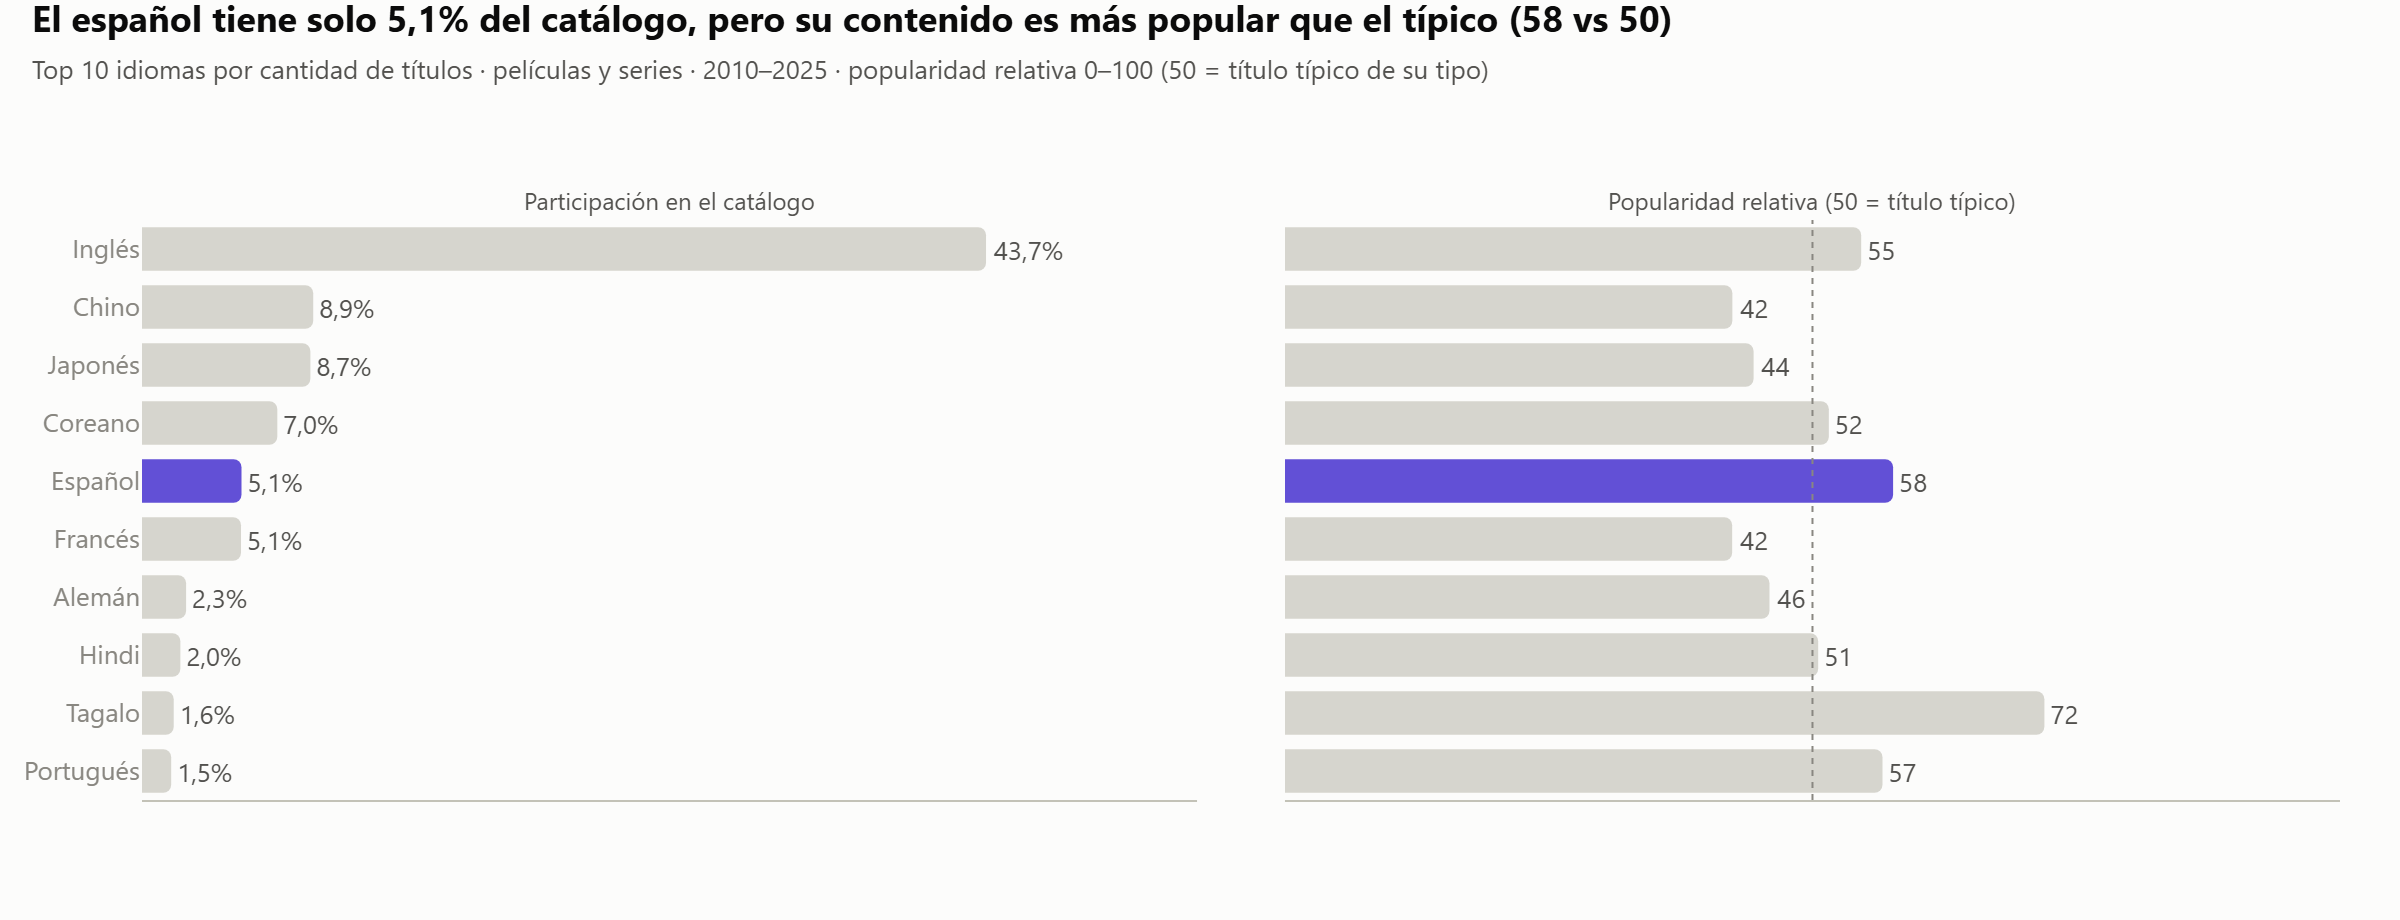 El español tiene solo 5,1% del catálogo, pero su contenido es más popular que el típico (58 vs 50)
Top 10 idiomas por cantidad de títulos · películas y series · 2010–2025 · popularidad relativa 0–100 (50 = título típico de su tipo)
Participación en el catálogo
Popularidad relativa (50 = título típico)
Inglés 43,7% 55
Chino 8,9% 42
Japonés 8,7% 44
Coreano 7,0% 52
Español 5,1% 58
Francés 5,1% 42
Alemán 2,3% 46
Hindi 2,0% 51
Tagalo 1,6% 72
Portugués 1,5% 57